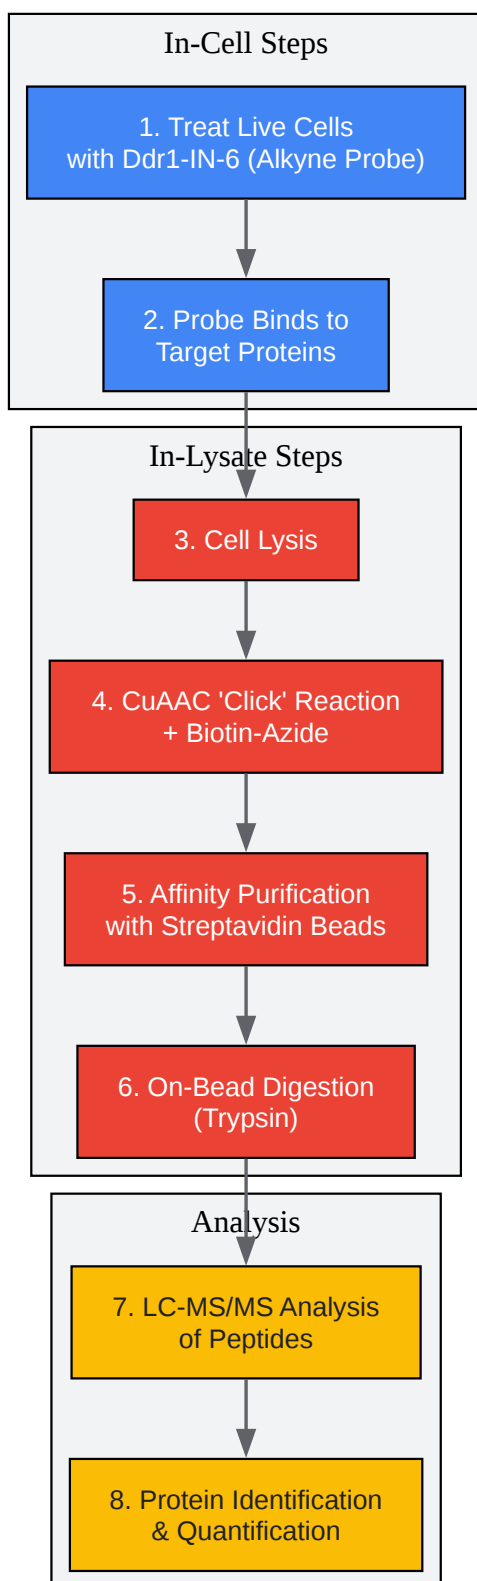 In-Cell Steps
1. Treat Live Cells
with Ddr1-IN-6 (Alkyne Probe)
2. Probe Binds to
Target Proteins
In-Lysate Steps
3. Cell Lysis
4. CuAAC 'Click' Reaction
+ Biotin-Azide
5. Affinity Purification
with Streptavidin Beads
6. On-Bead Digestion
(Trypsin)
Analysis
7. LC-MS/MS Analysis
of Peptides
8. Protein Identification
& Quantification